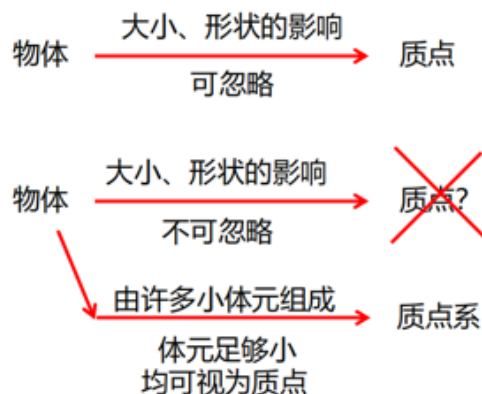 大小、形状的影响
物体 质点
可忽略
大小、形状的影响
物体 质点?
不可忽略
由许多小体元组成
质点系
体元足够小
均可视为质点